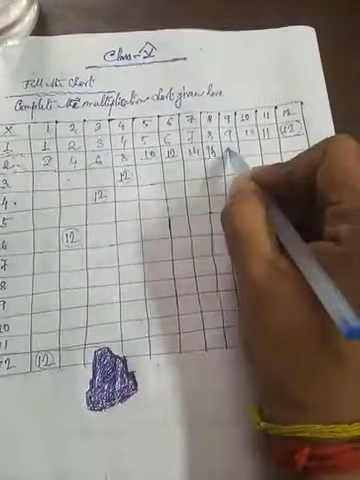 Class-V
Fill the chart
Complete the multiplication chart given here
X 1 2 3 4 5 6 7 8 9 10 11 12
1 1 2 3 4 5 6 7 8 9 10 11 12
2 2 4 6 8 10 12 14 16
3 12
4 12
5
6 12
7
8
9
10
11
12 12